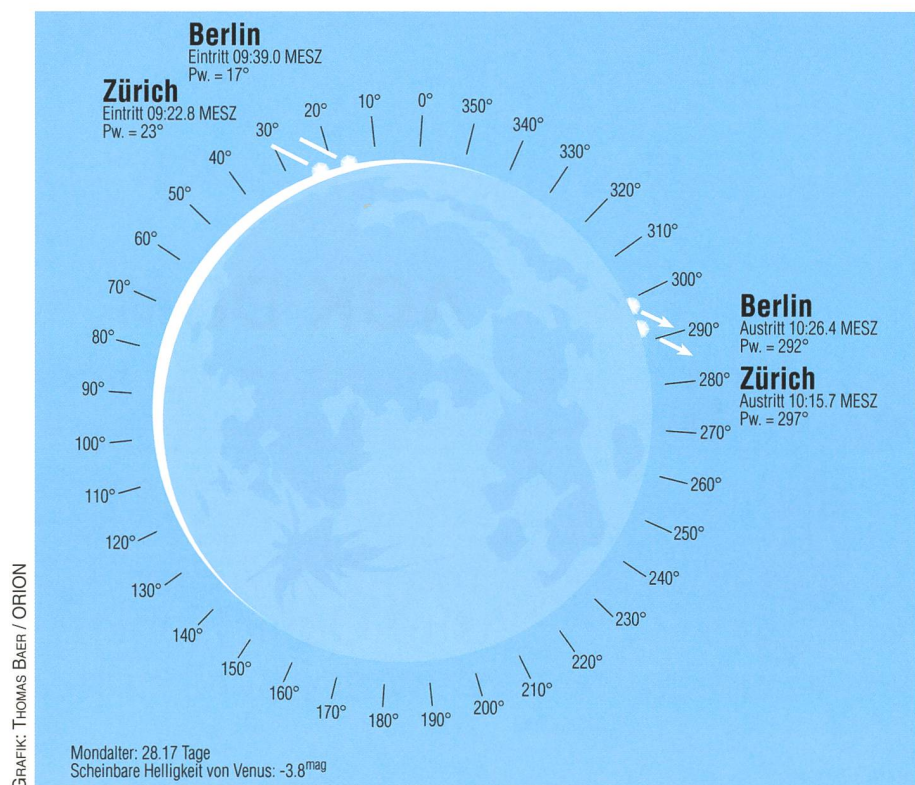 Berlin
Eintritt 09:39.0 MESZ
Pw. = 17°
Zürich
Eintritt 09:22.8 MESZ
Pw. = 23°
0°
350°
340°
330°
320°
310°
300°
290°
280°
270°
260°
250°
240°
230°
220°
210°
200°
190°
180°
170°
160°
150°
140°
130°
120°
110°
100°
90°
80°
70°
60°
50°
40°
30°
20°
10°
Berlin
Austritt 10:26.4 MESZ
Pw. = 292°
Zürich
Austritt 10:15.7 MESZ
Pw. = 297°
Mondalter: 28.17 Tage
Scheinbare Helligkeit von Venus: -3.8mag
GRAFIK: THOMAS BAER / ORION